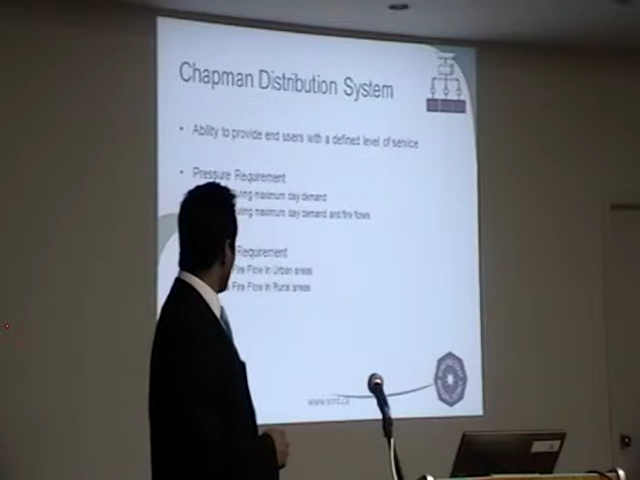 Chapman Distribution System
• Ability to provide end users with a defined level of service
• Pressure Requirement
during maximum day demand
during maximum day demand and fire flows
Requirement
Fire Flow in Urban areas
Fire Flow in Rural areas
www.scrd.ca